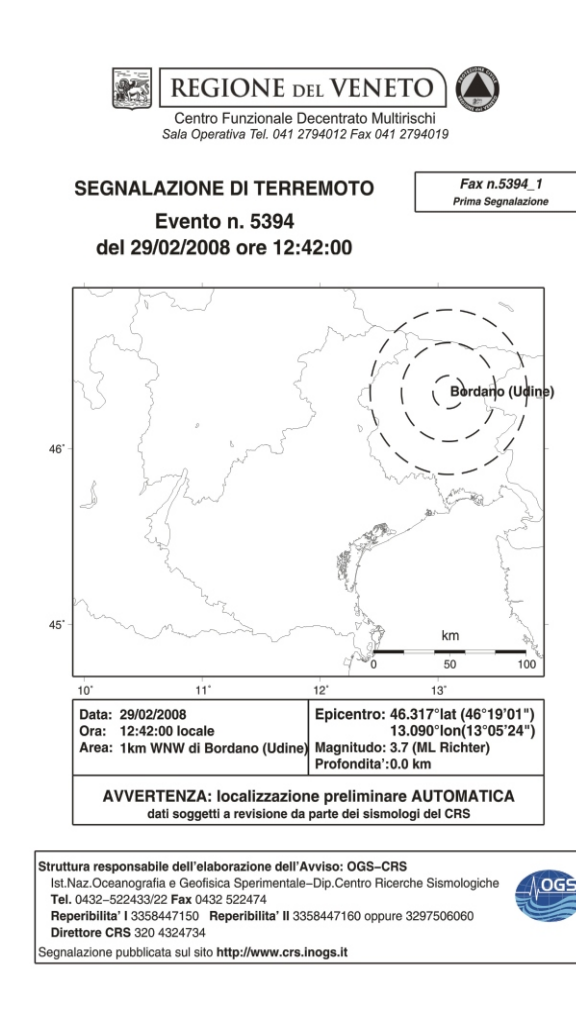 REGIONE DEL VENETO
Centro Funzionale Decentrato Multirischi
Sala Operativa Tel. 041 2794012 Fax 041 2794019
SEGNALAZIONE DI TERREMOTO
Fax n.5394_1
Prima Segnalazione
Evento n. 5394
del 29/02/2008 ore 12:42:00
Bordano (Udine)
46°
45°
km
0 50 100
10° 11° 12° 13°
Data: 29/02/2008
Ora: 12:42:00 locale
Area: 1km WNW di Bordano (Udine)
Epicentro: 46.317°lat (46°19'01")
13.090°lon(13°05'24")
Magnitudo: 3.7 (ML Richter)
Profondita':0.0 km
AVVERTENZA: localizzazione preliminare AUTOMATICA
dati soggetti a revisione da parte dei sismologi del CRS
Struttura responsabile dell'elaborazione dell'Avviso: OGS−CRS
Ist.Naz.Oceanografia e Geofisica Sperimentale−Dip.Centro Ricerche Sismologiche
Tel. 0432−522433/22 Fax 0432 522474
Reperibilita' I 3358447150 Reperibilita' II 3358447160 oppure 3297506060
Direttore CRS 320 4324734
Segnalazione pubblicata sul sito http://www.crs.inogs.it
OGS